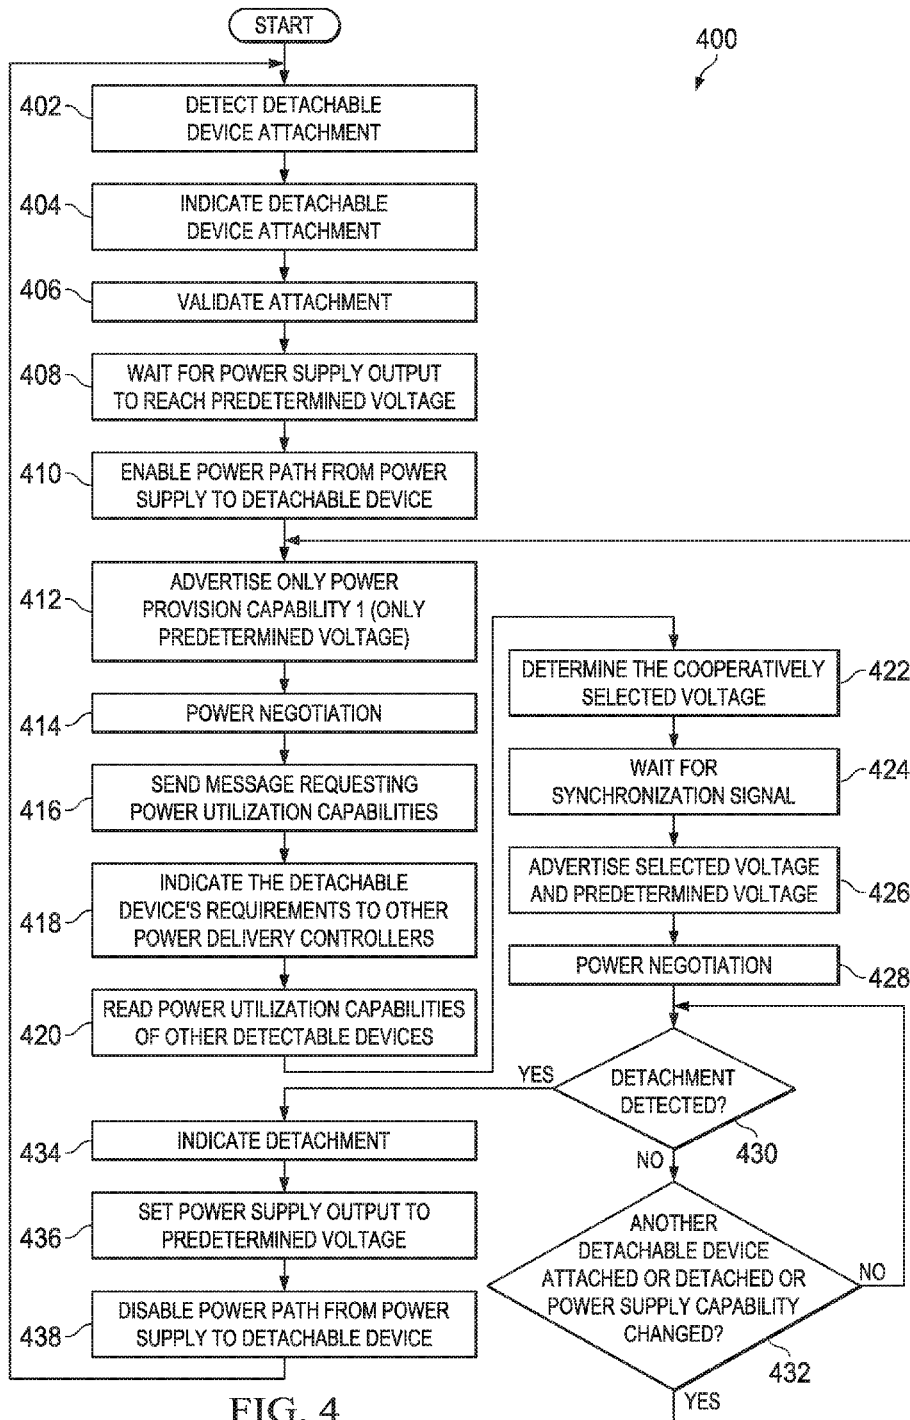 START
400
402
DETECT DETACHABLE
DEVICE ATTACHMENT
404
INDICATE DETACHABLE
DEVICE ATTACHMENT
406
VALIDATE ATTACHMENT
408
WAIT FOR POWER SUPPLY OUTPUT
TO REACH PREDETERMINED VOLTAGE
410
ENABLE POWER PATH FROM POWER
SUPPLY TO DETACHABLE DEVICE
412
ADVERTISE ONLY POWER
PROVISION CAPABILITY 1 (ONLY
PREDETERMINED VOLTAGE)
414
POWER NEGOTIATION
416
SEND MESSAGE REQUESTING
POWER UTILIZATION CAPABILITIES
418
INDICATE THE DETACHABLE
DEVICE'S REQUIREMENTS TO OTHER
POWER DELIVERY CONTROLLERS
420
READ POWER UTILIZATION CAPABILITIES
OF OTHER DETECTABLE DEVICES
DETERMINE THE COOPERATIVELY
SELECTED VOLTAGE
422
WAIT FOR
SYNCHRONIZATION SIGNAL
424
ADVERTISE SELECTED VOLTAGE
AND PREDETERMINED VOLTAGE
426
POWER NEGOTIATION
428
YES
DETACHMENT
DETECTED?
430
NO
434
INDICATE DETACHMENT
436
SET POWER SUPPLY OUTPUT TO
PREDETERMINED VOLTAGE
438
DISABLE POWER PATH FROM POWER
SUPPLY TO DETACHABLE DEVICE
ANOTHER
DETACHABLE DEVICE
ATTACHED OR DETACHED OR
POWER SUPPLY CAPABILITY
CHANGED?
NO
432
YES
FIG. 4